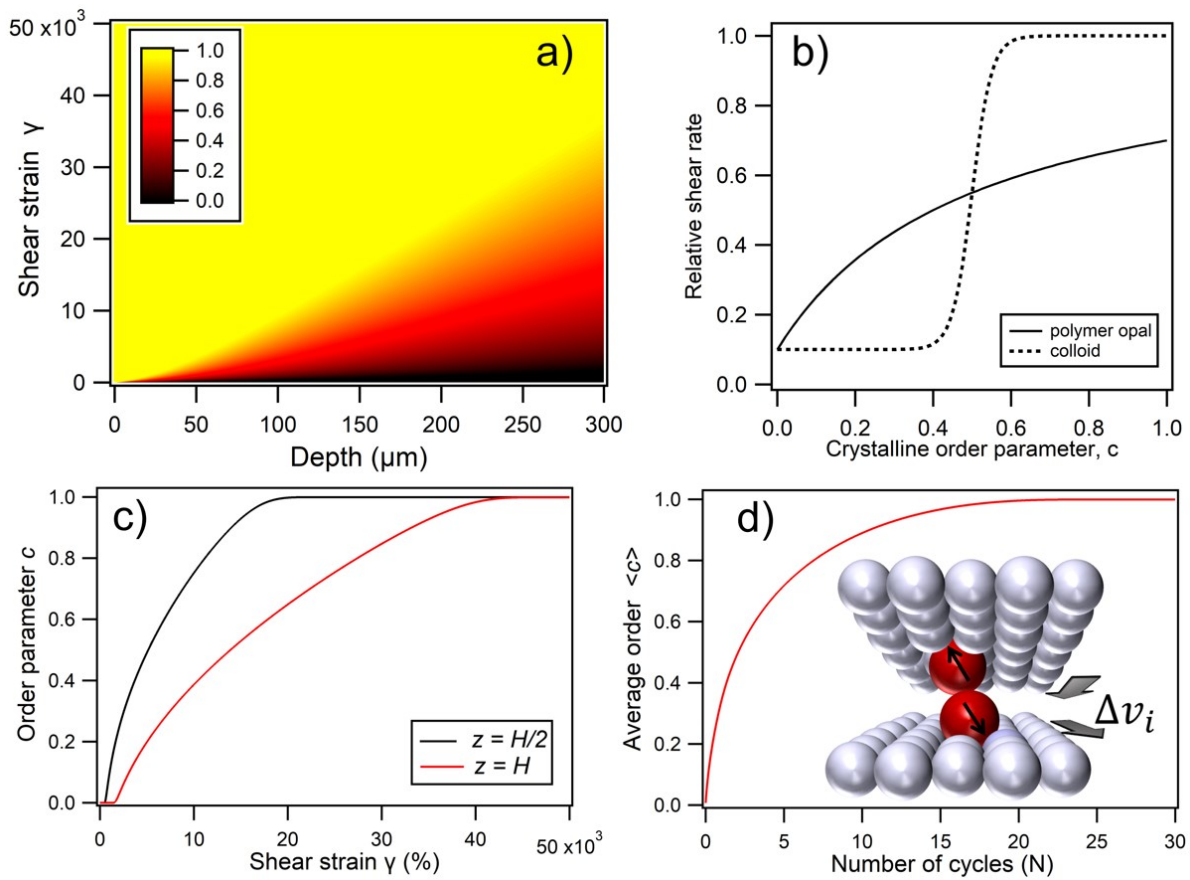 a)
50 x10³
40
30
20
10
0
Shear strain γ
1.0
0.8
0.6
0.4
0.2
0.0
0 50 100 150 200 250 300
Depth (µm)
b)
1.0
0.8
0.6
0.4
0.2
0.0
Relative shear rate
polymer opal
colloid
0.0 0.2 0.4 0.6 0.8 1.0
Crystalline order parameter, c
c)
1.0
0.8
0.6
0.4
0.2
0.0
Order parameter c
z = H/2
z = H
0 10 20 30 50 x10³
Shear strain γ (%)
d)
1.0
0.8
0.6
0.4
0.2
0.0
Average order <c>
Δvᵢ
0 5 10 15 20 25 30
Number of cycles (N)